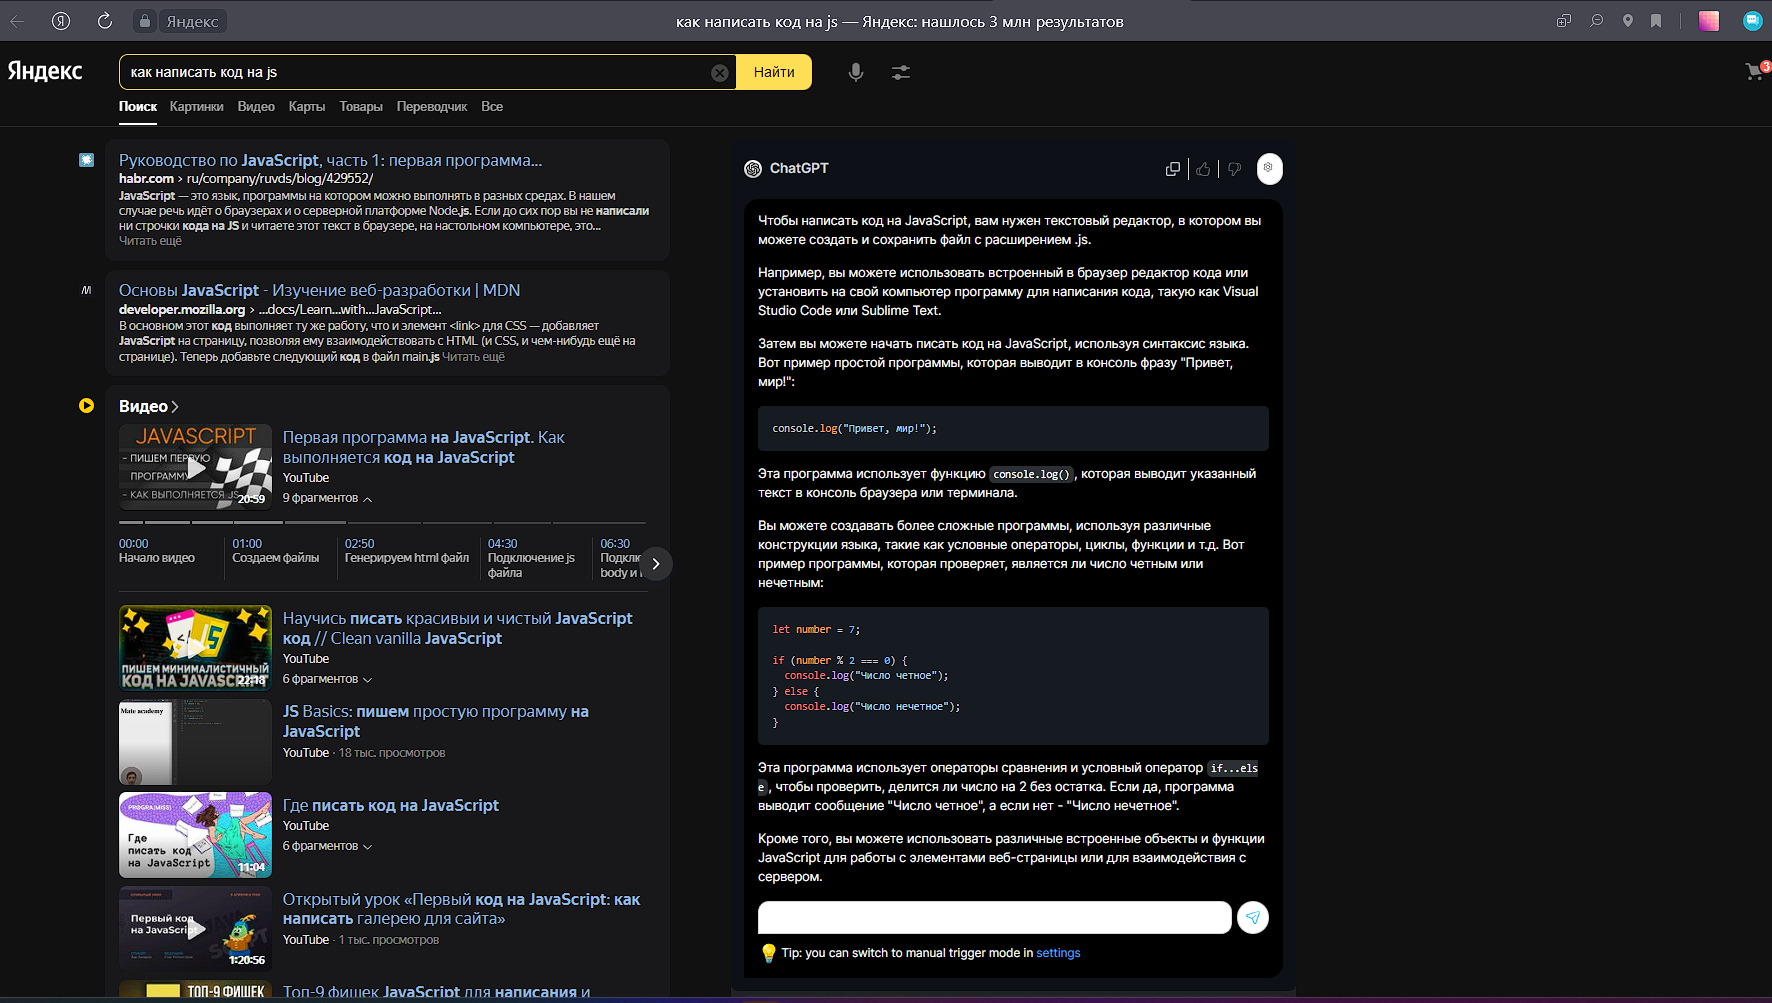 Яндекс
как написать код на js — Яндекс: нашлось 3 млн результатов
Яндекс
как написать код на js
Найти
3
Поиск Картинки Видео Карты Товары Переводчик Все
Руководство по JavaScript, часть 1: первая программа...
habr.com › ru/company/ruvds/blog/429552/
JavaScript — это язык, программы на котором можно выполнять в разных средах. В нашем
случае речь идёт о браузерах и о серверной платформе Node.js. Если до сих пор вы не написали
ни строчки кода на JS и читаете этот текст в браузере, на настольном компьютере, это...
Читать ещё
Основы JavaScript - Изучение веб-разработки | MDN
developer.mozilla.org › ...docs/Learn...with...JavaScript...
В основном этот код выполняет ту же работу, что и элемент <link> для CSS — добавляет
JavaScript на страницу, позволяя ему взаимодействовать с HTML (и CSS, и чем-нибудь ещё на
странице). Теперь добавьте следующий код в файл main.js Читать ещё
Видео
JAVASCRIPT
- ПИШЕМ ПЕРВУЮ
ПРОГРАММУ
- КАК ВЫПОЛНЯЕТСЯ JS
20:59
Первая программа на JavaScript. Как
выполняется код на JavaScript
YouTube
9 фрагментов
00:00
Начало видео
01:00
Создаем файлы
02:50
Генерируем html файл
04:30
Подключение js
файла
06:30
Подклю
body и
JS
ПИШЕМ МИНИМАЛИСТИЧНЫЙ
КОД НА JAVASCRIPT
22:18
Научись писать красивыи и чистый JavaScript
код // Clean vanilla JavaScript
YouTube
6 фрагментов
Mate academy
JS Basics: пишем простую программу на
JavaScript
YouTube · 18 тыс. просмотров
PROGRA(MISS)
Где
писать код
на JavaScript
11:04
Где писать код на JavaScript
YouTube
6 фрагментов
Первый код
на JavaScript
1:20:56
Открытый урок «Первый код на JavaScript: как
написать галерею для сайта»
YouTube · 1 тыс. просмотров
ТОП-9 ФИШЕК
Топ-9 фишек JavaScript для написания и
ChatGPT
Чтобы написать код на JavaScript, вам нужен текстовый редактор, в котором вы
можете создать и сохранить файл с расширением .js.
Например, вы можете использовать встроенный в браузер редактор кода или
установить на свой компьютер программу для написания кода, такую как Visual
Studio Code или Sublime Text.
Затем вы можете начать писать код на JavaScript, используя синтаксис языка.
Вот пример простой программы, которая выводит в консоль фразу "Привет,
мир!":
console.log("Привет, мир!");
Эта программа использует функцию console.log(), которая выводит указанный
текст в консоль браузера или терминала.
Вы можете создавать более сложные программы, используя различные
конструкции языка, такие как условные операторы, циклы, функции и т.д. Вот
пример программы, которая проверяет, является ли число четным или
нечетным:
let number = 7;
if (number % 2 === 0) {
console.log("Число четное");
} else {
console.log("Число нечетное");
}
Эта программа использует операторы сравнения и условный оператор if...els
e, чтобы проверить, делится ли число на 2 без остатка. Если да, программа
выводит сообщение "Число четное", а если нет - "Число нечетное".
Кроме того, вы можете использовать различные встроенные объекты и функции
JavaScript для работы с элементами веб-страницы или для взаимодействия с
сервером.
Tip: you can switch to manual trigger mode in settings